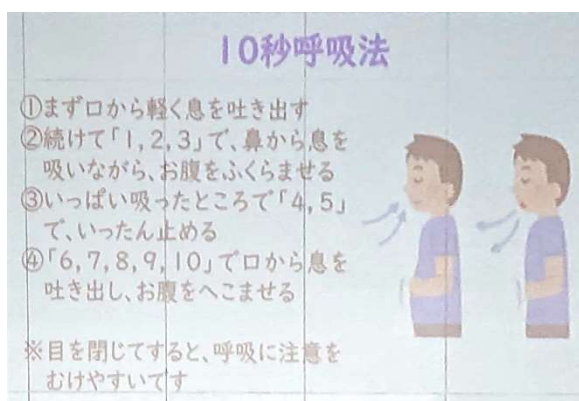 10秒呼吸法
①まず口から軽く息を吐き出す
②続けて「1,2,3」で、鼻から息を
吸いながら、お腹をふくらませる
③いっぱい吸ったところで「4,5」
で、いったん止める
④「6,7,8,9,10」で口から息を
吐き出し、お腹をへこませる
※目を閉じてすると、呼吸に注意を
むけやすいです